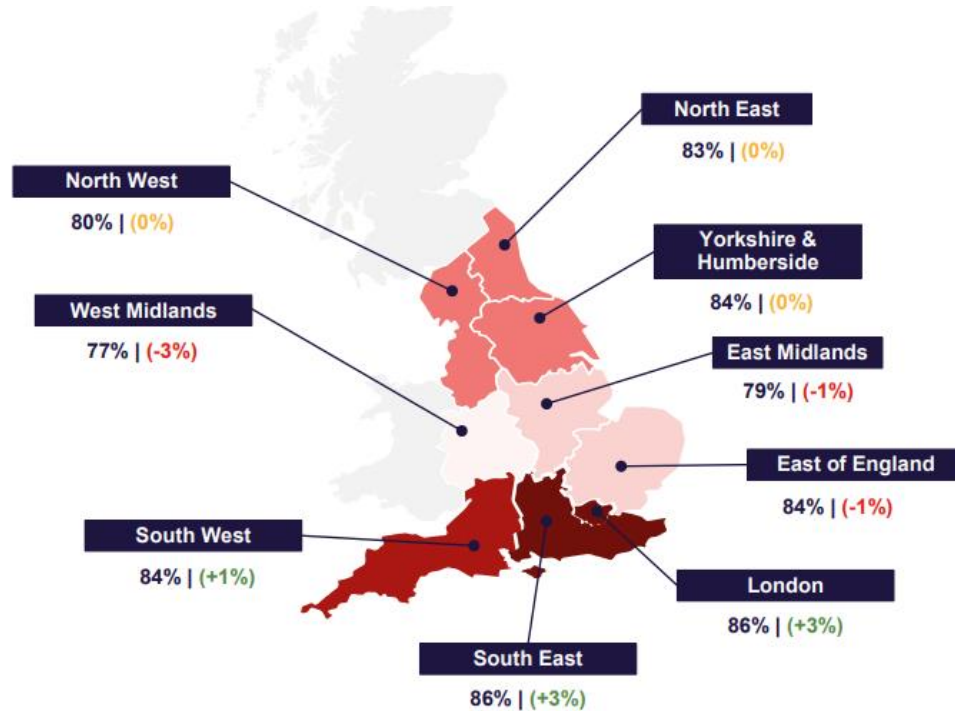 North East
83% | (0%)
North West
80% | (0%)
Yorkshire &
Humberside
84% | (0%)
West Midlands
77% | (-3%)
East Midlands
79% | (-1%)
East of England
84% | (-1%)
South West
84% | (+1%)
London
86% | (+3%)
South East
86% | (+3%)